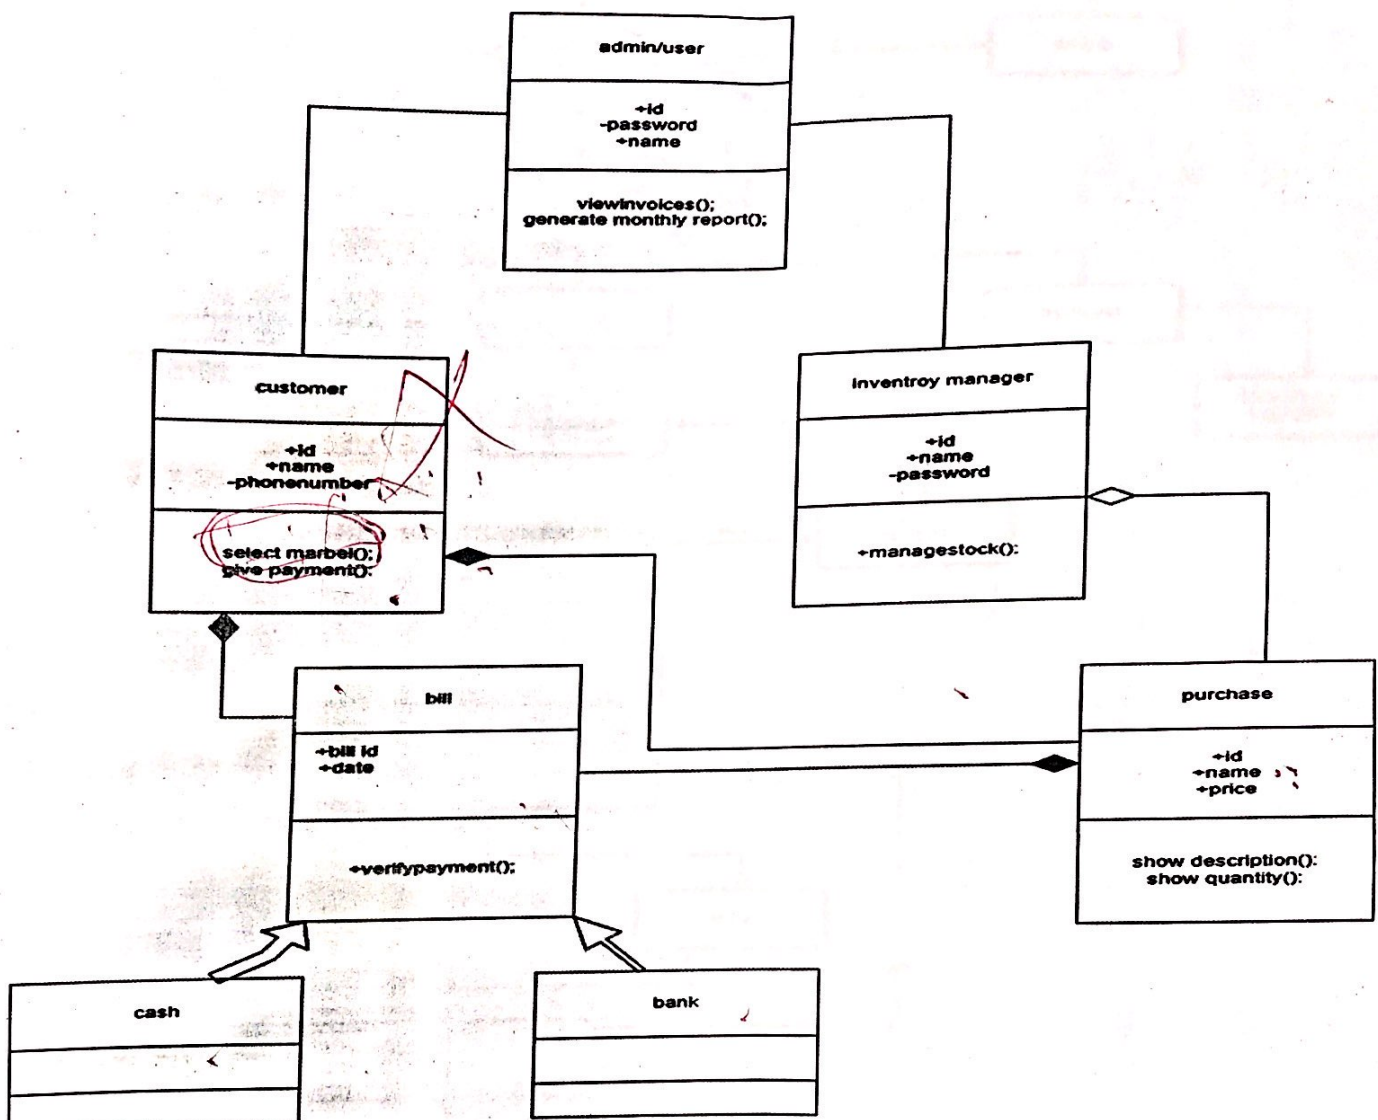 admin/user
+id
-password
+name
viewinvoices();
generate monthly report();
customer
+id
+name
-phonenumber
select marbel();
give payment():
inventroy manager
+id
+name
-password
+managestock():
bill
+bill id
+date
+verifypayment();
purchase
+id
+name
+price
show description():
show quantity():
cash
bank